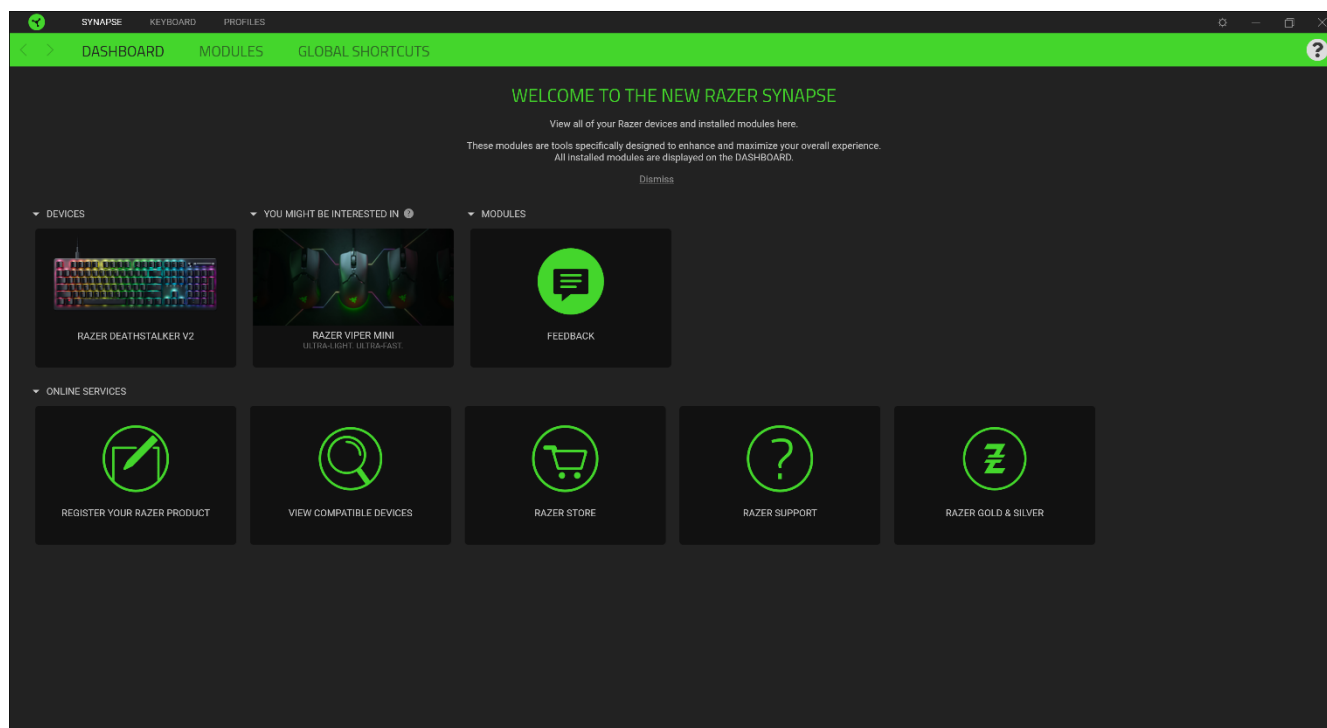 SYNAPSE KEYBOARD PROFILES
DASHBOARD MODULES GLOBAL SHORTCUTS
?
WELCOME TO THE NEW RAZER SYNAPSE
View all of your Razer devices and installed modules here.
These modules are tools specifically designed to enhance and maximize your overall experience.
All installed modules are displayed on the DASHBOARD.
Dismiss
DEVICES
YOU MIGHT BE INTERESTED IN ?
MODULES
RAZER DEATHSTALKER V2
RAZER VIPER MINI
ULTRA-LIGHT. ULTRA-FAST.
FEEDBACK
ONLINE SERVICES
REGISTER YOUR RAZER PRODUCT
VIEW COMPATIBLE DEVICES
RAZER STORE
?
RAZER SUPPORT
RAZER GOLD & SILVER